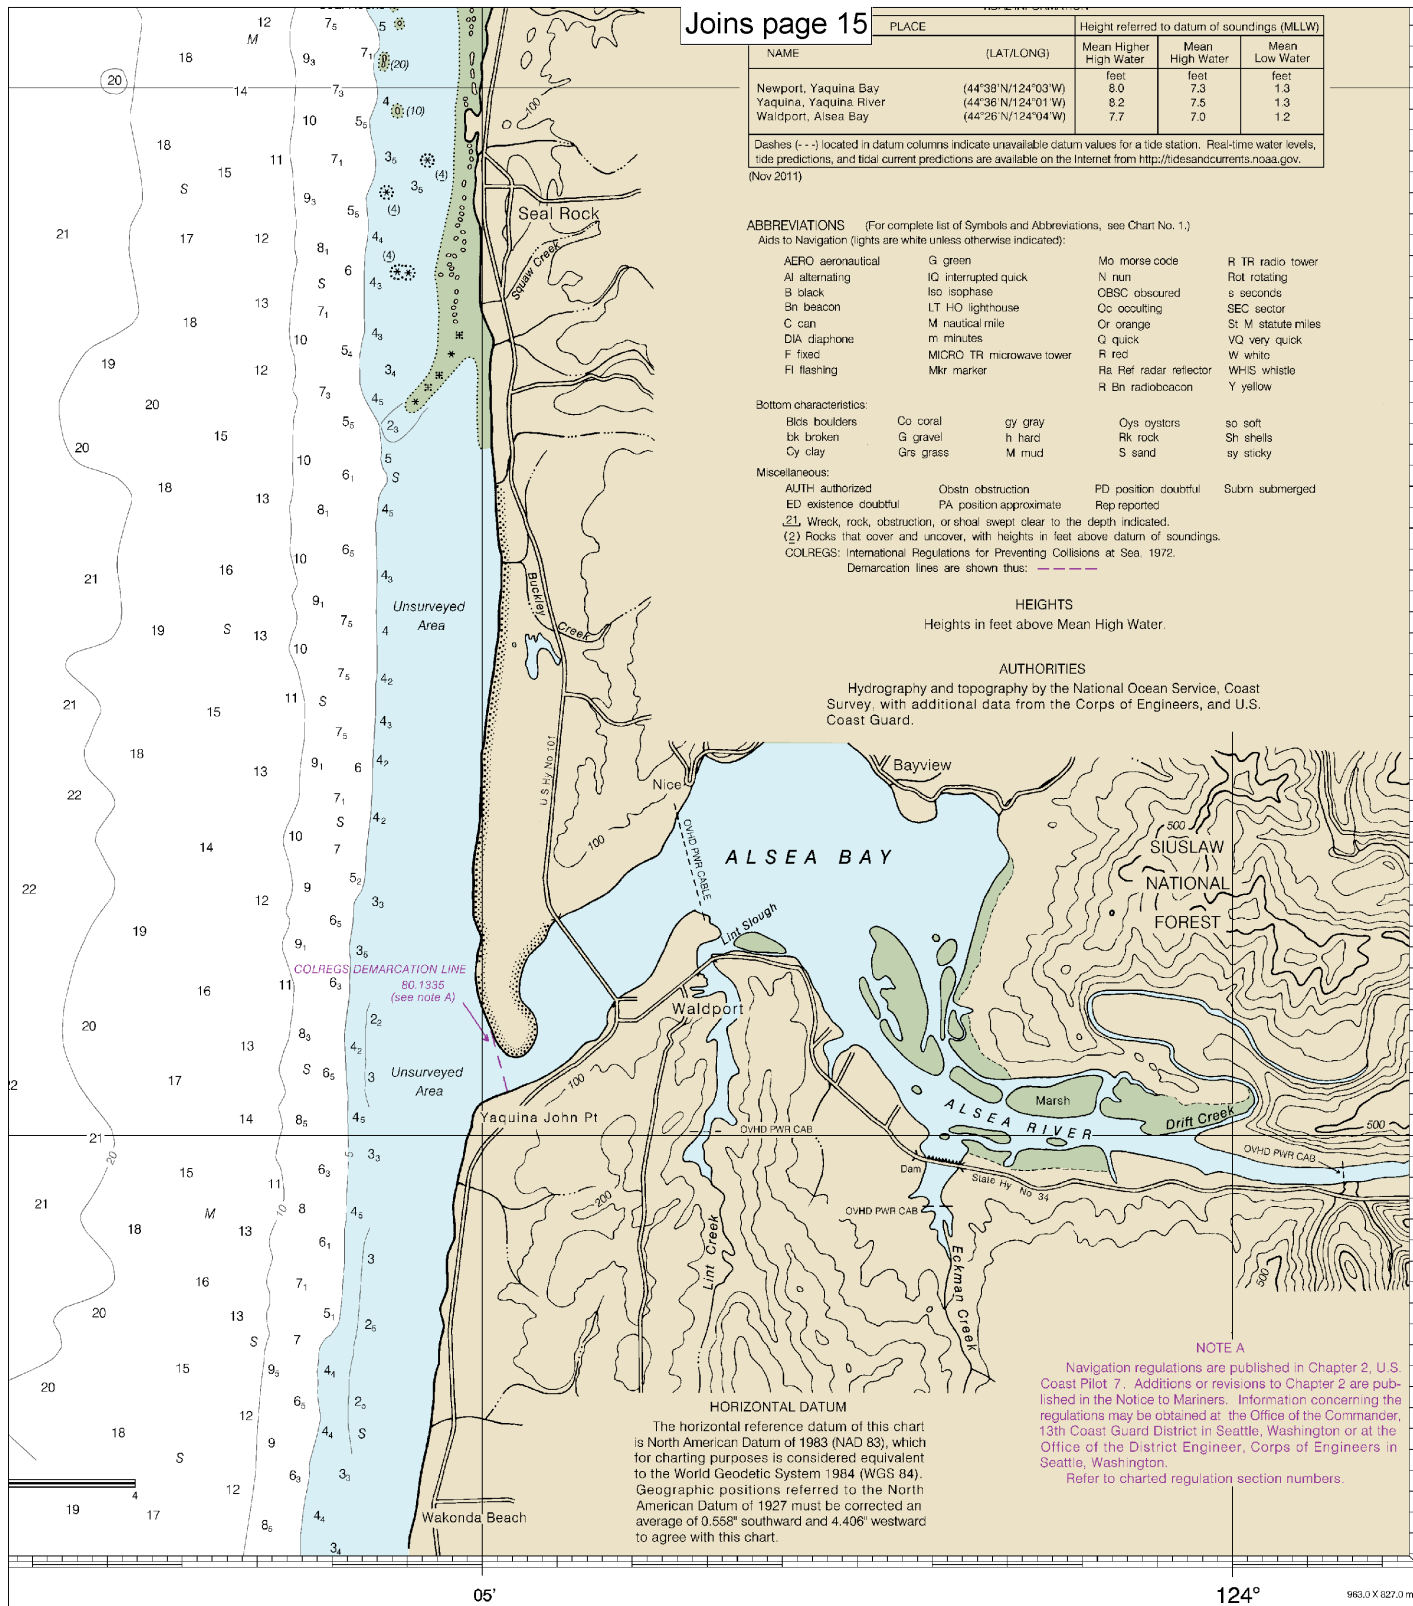 Joins page 15
PLACE
Height referred to datum of soundings (MLLW)
NAME
(LAT/LONG)
Mean Higher
High Water
Mean
High Water
Mean
Low Water
feet feet feet
Newport, Yaquina Bay (44°38'N/124°03'W) 8.0 7.3 1.3
Yaquina, Yaquina River (44°36'N/124°01'W) 8.2 7.5 1.3
Waldport, Alsea Bay (44°26'N/124°04'W) 7.7 7.0 1.2
Dashes (- - -) located in datum columns indicate unavailable datum values for a tide station. Real-time water levels,
tide predictions, and tidal current predictions are available on the Internet from http://tidesandcurrents.noaa.gov.
(Nov 2011)
ABBREVIATIONS (For complete list of Symbols and Abbreviations, see Chart No. 1.)
Aids to Navigation (lights are white unless otherwise indicated):
AERO aeronautical G green Mo morse code R TR radio tower
Al alternating IQ interrupted quick N nun Rot rotating
B black Iso isophase OBSC obscured s seconds
Bn beacon LT HO lighthouse Oc occulting SEC sector
C can M nautical mile Or orange St M statute miles
DIA diaphone m minutes Q quick VQ very quick
F fixed MICRO TR microwave tower R red W white
Fl flashing Mkr marker Ra Ref radar reflector WHIS whistle
R Bn radiobeacon Y yellow
Bottom characteristics:
Blds boulders Co coral gy gray Oys oysters so soft
bk broken G gravel h hard Rk rock Sh shells
Cy clay Grs grass M mud S sand sy sticky
Miscellaneous:
AUTH authorized Obstn obstruction PD position doubtful Subm submerged
ED existence doubtful PA position approximate Rep reported
21, Wreck, rock, obstruction, or shoal swept clear to the depth indicated.
(2) Rocks that cover and uncover, with heights in feet above datum of soundings.
COLREGS: International Regulations for Preventing Collisions at Sea, 1972.
Demarcation lines are shown thus:
HEIGHTS
Heights in feet above Mean High Water.
AUTHORITIES
Hydrography and topography by the National Ocean Service, Coast
Survey, with additional data from the Corps of Engineers, and U.S.
Coast Guard.
Seal Rock
Squaw Creek
Buckley
Creek
Unsurveyed
Area
U S Hy No 101
Nice
Bayview
OVHD PWR CABLE
ALSEA BAY
500
SIUSLAW
NATIONAL
FOREST
100
Lint Slough
COLREGS DEMARCATION LINE
80.1335
(see note A)
Waldport
Unsurveyed
Area
100
Yaquina John Pt
OVHD PWR CAB
Marsh
ALSEA RIVER
Drift Creek
500
OVHD PWR CAB
Dam
State Hy No 34
OVHD PWR CAB
200
Lint Creek
Eckman Creek
500
Wakonda Beach
HORIZONTAL DATUM
The horizontal reference datum of this chart
is North American Datum of 1983 (NAD 83), which
for charting purposes is considered equivalent
to the World Geodetic System 1984 (WGS 84).
Geographic positions referred to the North
American Datum of 1927 must be corrected an
average of 0.558" southward and 4.406" westward
to agree with this chart.
NOTE A
Navigation regulations are published in Chapter 2, U.S.
Coast Pilot 7. Additions or revisions to Chapter 2 are pub-
lished in the Notice to Mariners. Information concerning the
regulations may be obtained at the Office of the Commander,
13th Coast Guard District in Seattle, Washington or at the
Office of the District Engineer, Corps of Engineers in
Seattle, Washington.
Refer to charted regulation section numbers.
05'
124°
963.0 X 827.0 m